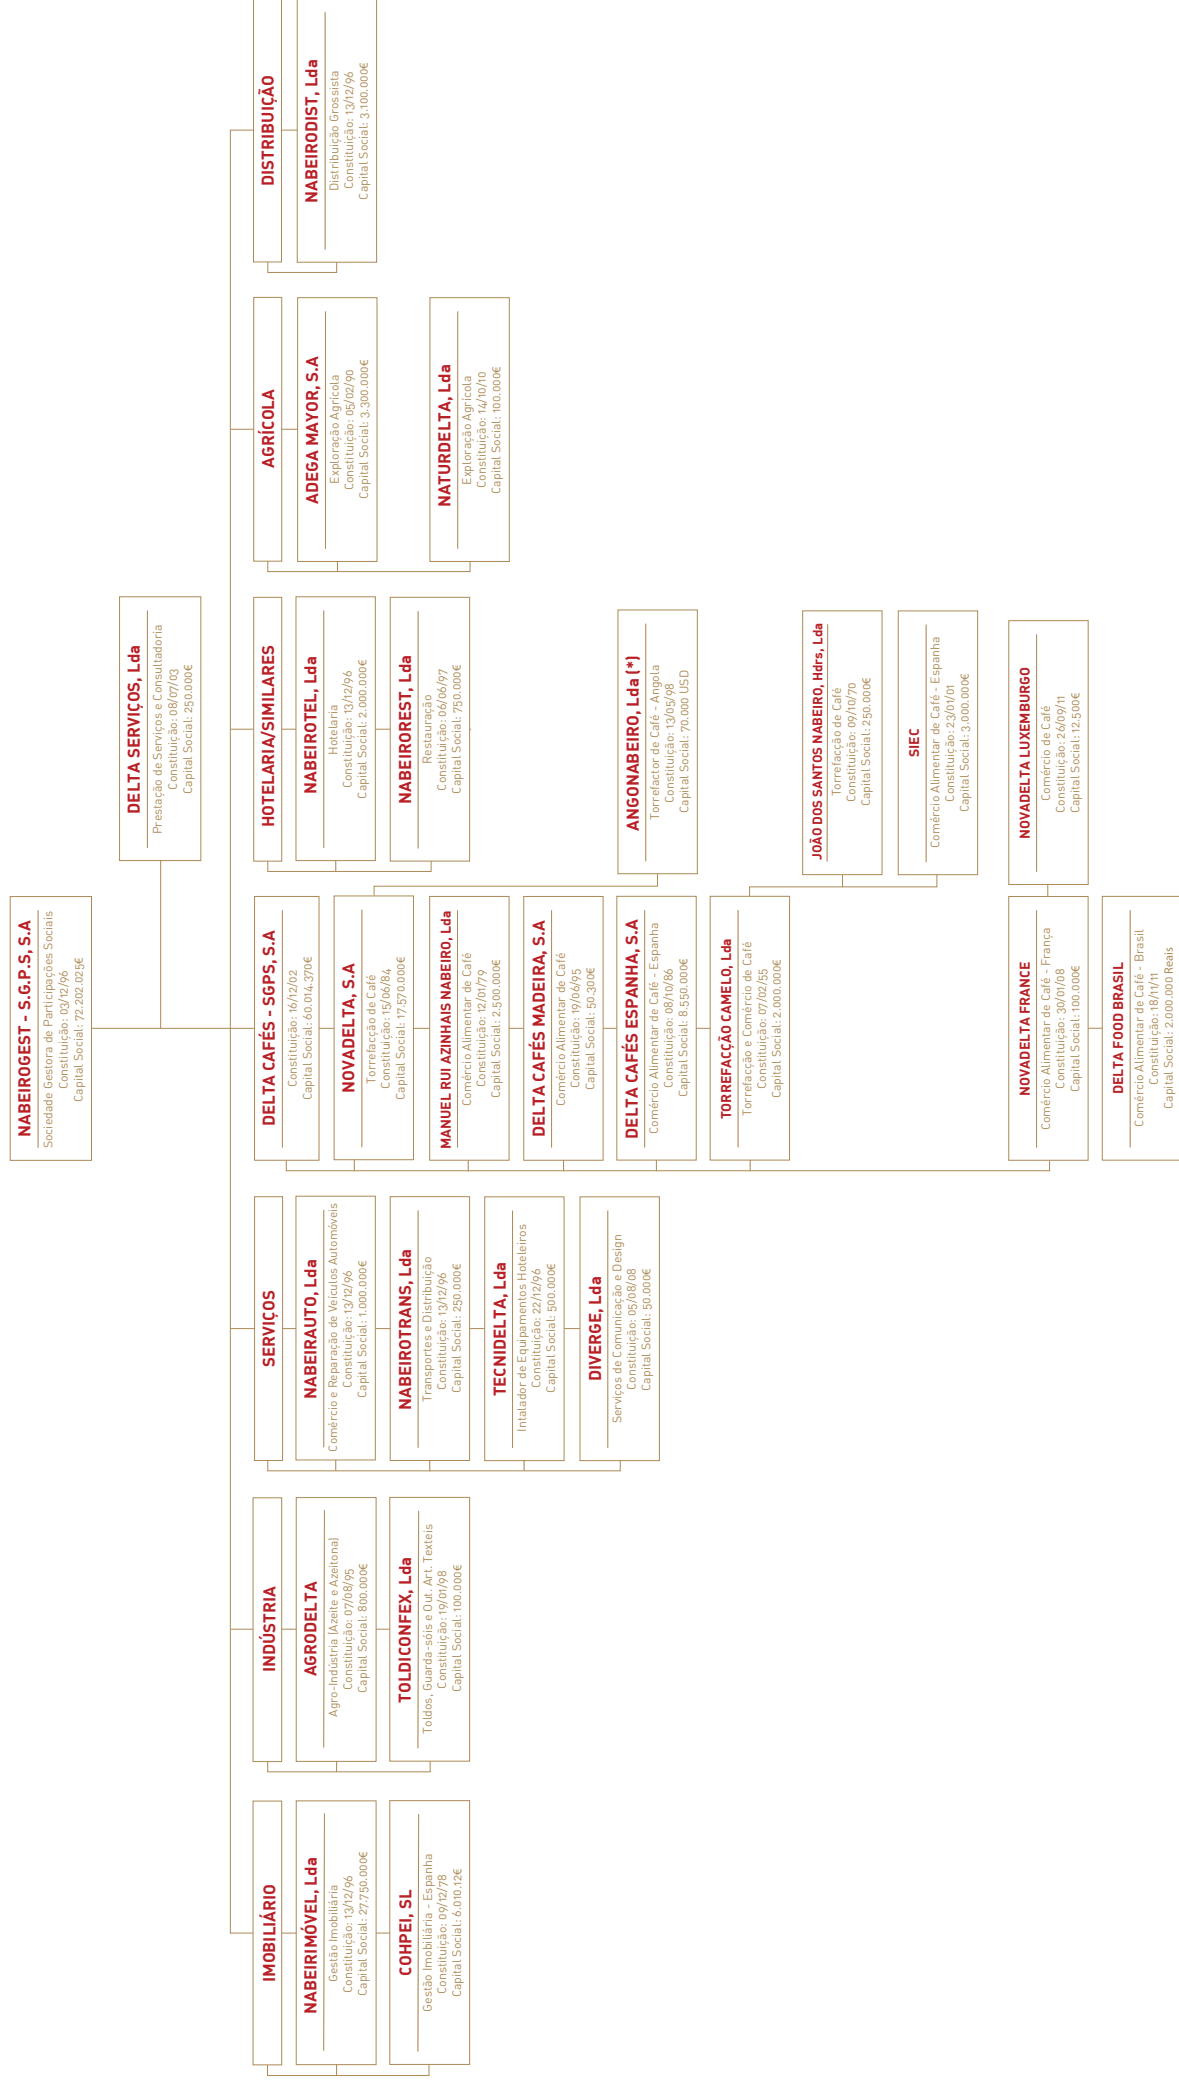 NABEIROGEST - S.G.P.S, S.A
Sociedade Gestora de Participações Sociais
Constituição: 03/12/96
Capital Social: 72.202.025€
DELTA SERVIÇOS, Lda
Prestação de Serviços e Consultadoria
Constituição: 08/07/03
Capital Social: 250.000€
IMOBILIÁRIO
NABEIRIMÓVEL, Lda
Gestão Imobiliária
Constituição: 13/12/96
Capital Social: 27.750.000€
COHPEI, SL
Gestão Imobiliária - Espanha
Constituição: 09/12/78
Capital Social: 6.010.12€
INDÚSTRIA
AGRODELTA
Agro-Indústria (Azeite e Azeitona)
Constituição: 07/08/95
Capital Social: 800.000€
TOLDICONFEX, Lda
Toldos, Guarda-sóis e Out. Art. Texteis
Constituição: 19/01/98
Capital Social: 100.000€
SERVIÇOS
NABEIRAUTO, Lda
Comércio e Reparação de Veículos Automóveis
Constituição: 13/12/96
Capital Social: 1.000.000€
NABEIROTRANS, Lda
Transportes e Distribuição
Constituição: 13/12/96
Capital Social: 250.000€
TECNIDELTA, Lda
Intalador de Equipamentos Hoteleiros
Constituição: 22/12/96
Capital Social: 500.000€
DIVERGE, Lda
Serviços de Comunicação e Design
Constituição: 05/08/08
Capital Social: 50.000€
DELTA CAFÉS - SGPS, S.A
Constituição: 16/12/02
Capital Social: 60.014.370€
NOVADELTA, S.A
Torrefacção de Café
Constituição: 15/06/84
Capital Social: 17.570.000€
MANUEL RUI AZINHAIS NABEIRO, Lda
Comércio Alimentar de Café
Constituição: 12/01/79
Capital Social: 2.500.000€
DELTA CAFÉS MADEIRA, S.A
Comércio Alimentar de Café
Constituição: 19/06/95
Capital Social: 50.300€
DELTA CAFÉS ESPANHA, S.A
Comércio Alimentar de Café - Espanha
Constituição: 08/10/86
Capital Social: 8.550.000€
TORREFACÇÃO CAMELO, Lda
Torrefacção e Comércio de Café
Constituição: 07/02/55
Capital Social: 2.000.000€
NOVADELTA FRANCE
Comércio Alimentar de Café - França
Constituição: 30/01/08
Capital Social: 100.000€
DELTA FOOD BRASIL
Comércio Alimentar de Café - Brasil
Constituição: 18/11/11
Capital Social: 2.000.000 Reais
HOTELARIA/SIMILARES
NABEIROTEL, Lda
Hotelaria
Constituição: 13/12/96
Capital Social: 2.000.000€
NABEIROREST, Lda
Restauração
Constituição: 06/06/97
Capital Social: 750.000€
ANGONABEIRO, Lda (*)
Torrefactor de Café - Angola
Constituição: 13/05/98
Capital Social: 70.000 USD
JOÃO DOS SANTOS NABEIRO, Hdrs, Lda
Torrefacção de Café
Constituição: 09/10/70
Capital Social: 250.000€
SIEC
Comércio Alimentar de Café - Espanha
Constituição: 23/01/01
Capital Social: 3.000.000€
NOVADELTA LUXEMBURGO
Comércio de Café
Constituição: 26/09/11
Capital Social: 12.500€
AGRÍCOLA
ADEGA MAYOR, S.A
Exploração Agrícola
Constituição: 05/02/90
Capital Social: 3.300.000€
NATURDELTA, Lda
Exploração Agrícola
Constituição: 14/10/10
Capital Social: 100.000€
DISTRIBUIÇÃO
NABEIRODIST, Lda
Distribuição Grossista
Constituição: 13/12/96
Capital Social: 3.100.000€